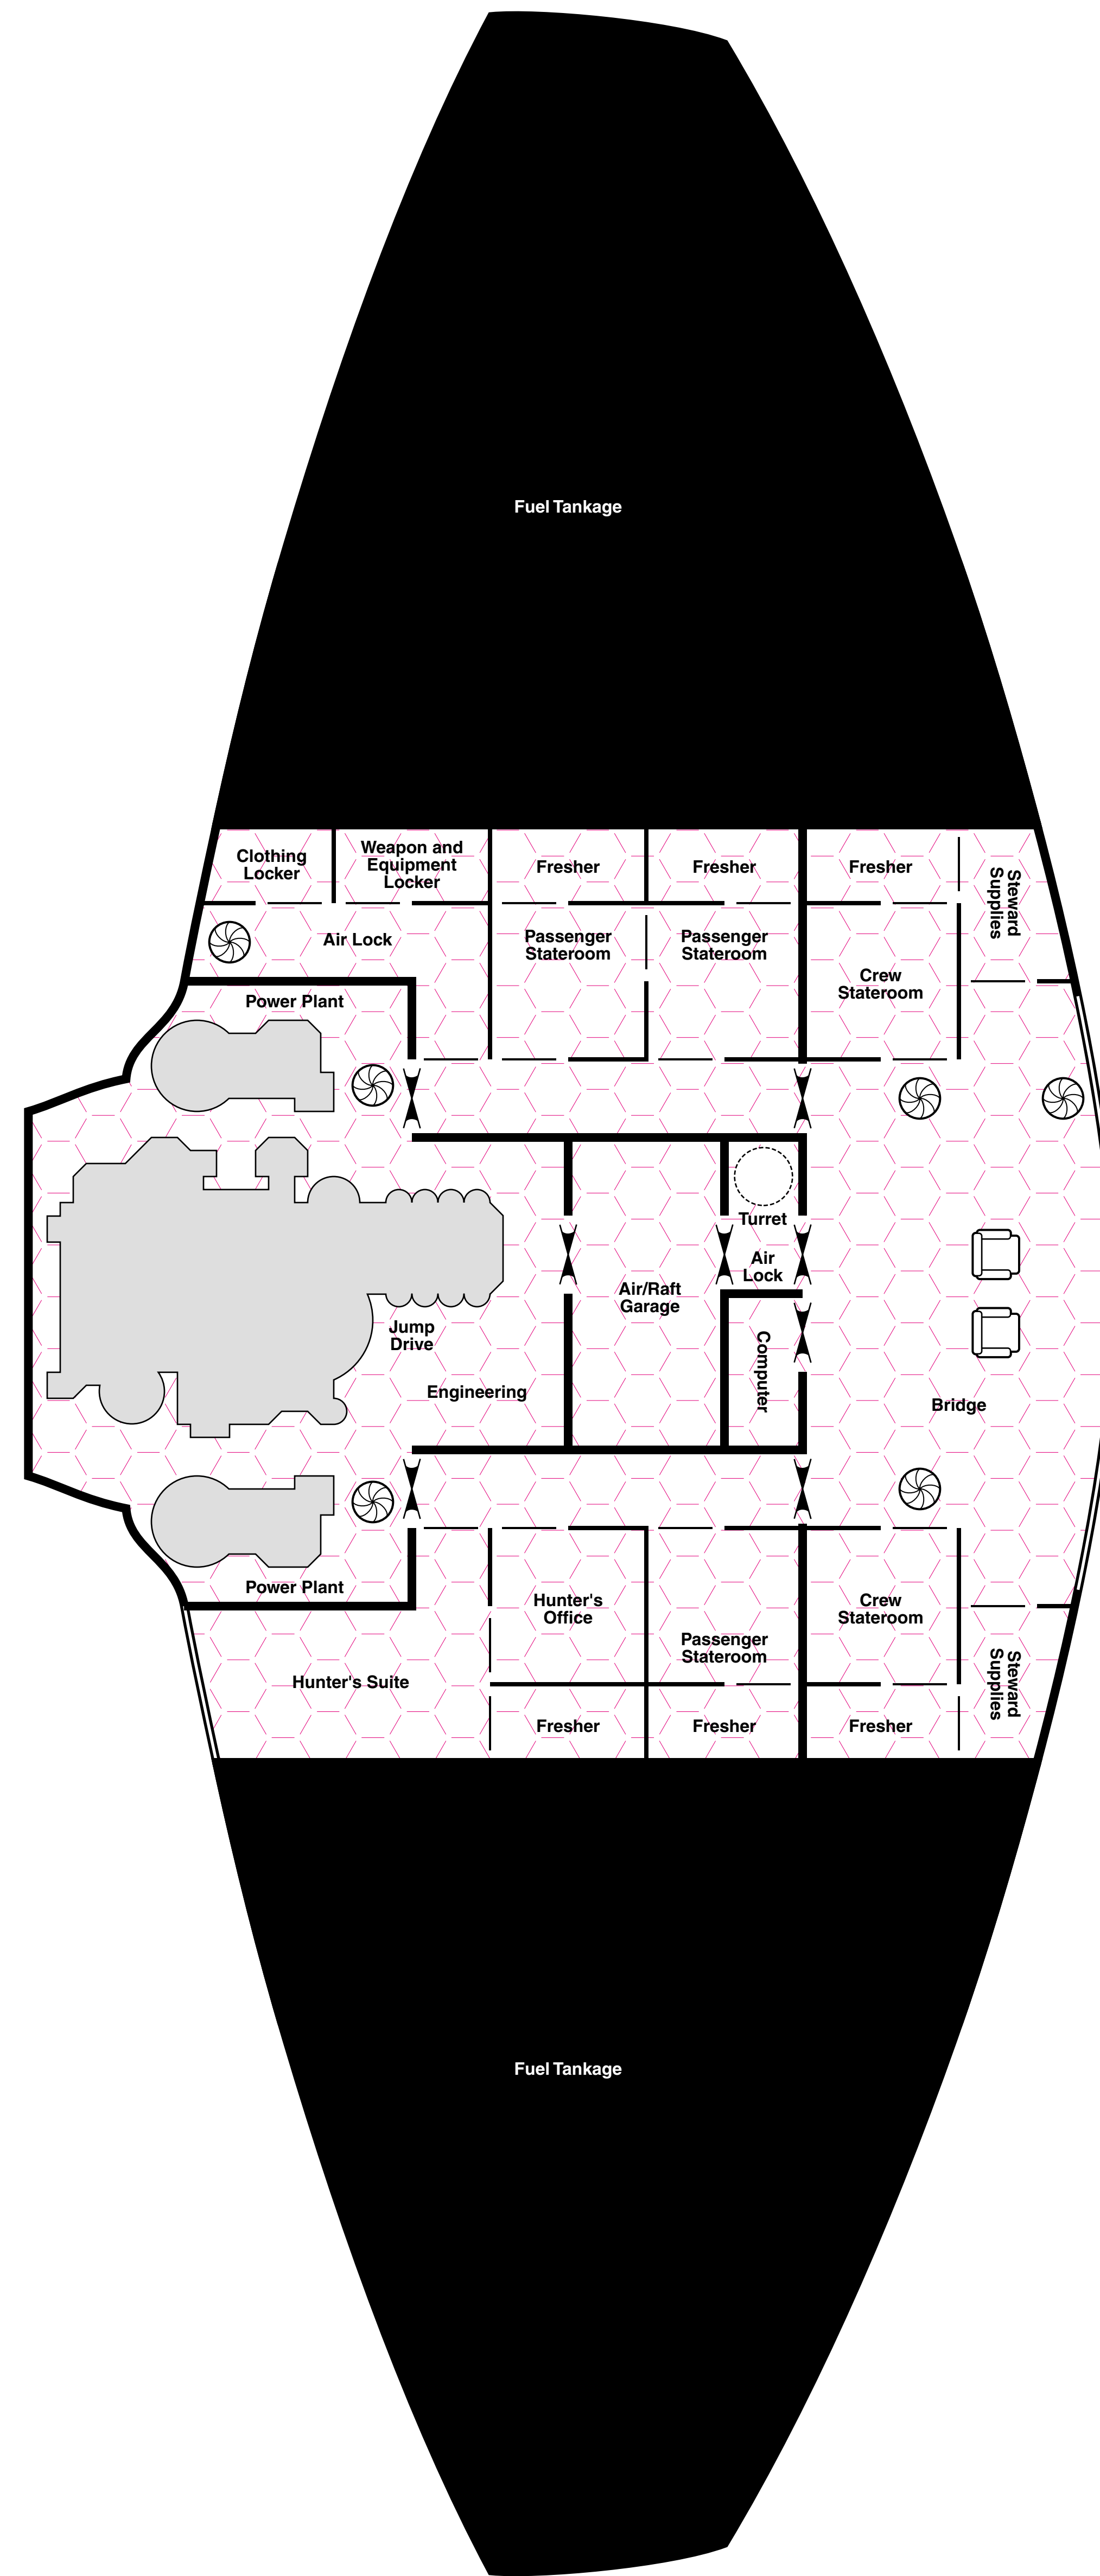 Fuel Tankage
Clothing
Locker
Weapon and
Equipment
Locker
Fresher
Fresher
Fresher
Steward
Supplies
Air Lock
Passenger
Stateroom
Passenger
Stateroom
Crew
Stateroom
Power Plant
Turret
Air
Lock
Air/Raft
Garage
Jump
Drive
Computer
Engineering
Bridge
Power Plant
Hunter's
Office
Crew
Stateroom
Passenger
Stateroom
Hunter's Suite
Steward
Supplies
Fresher
Fresher
Fresher
Fuel Tankage